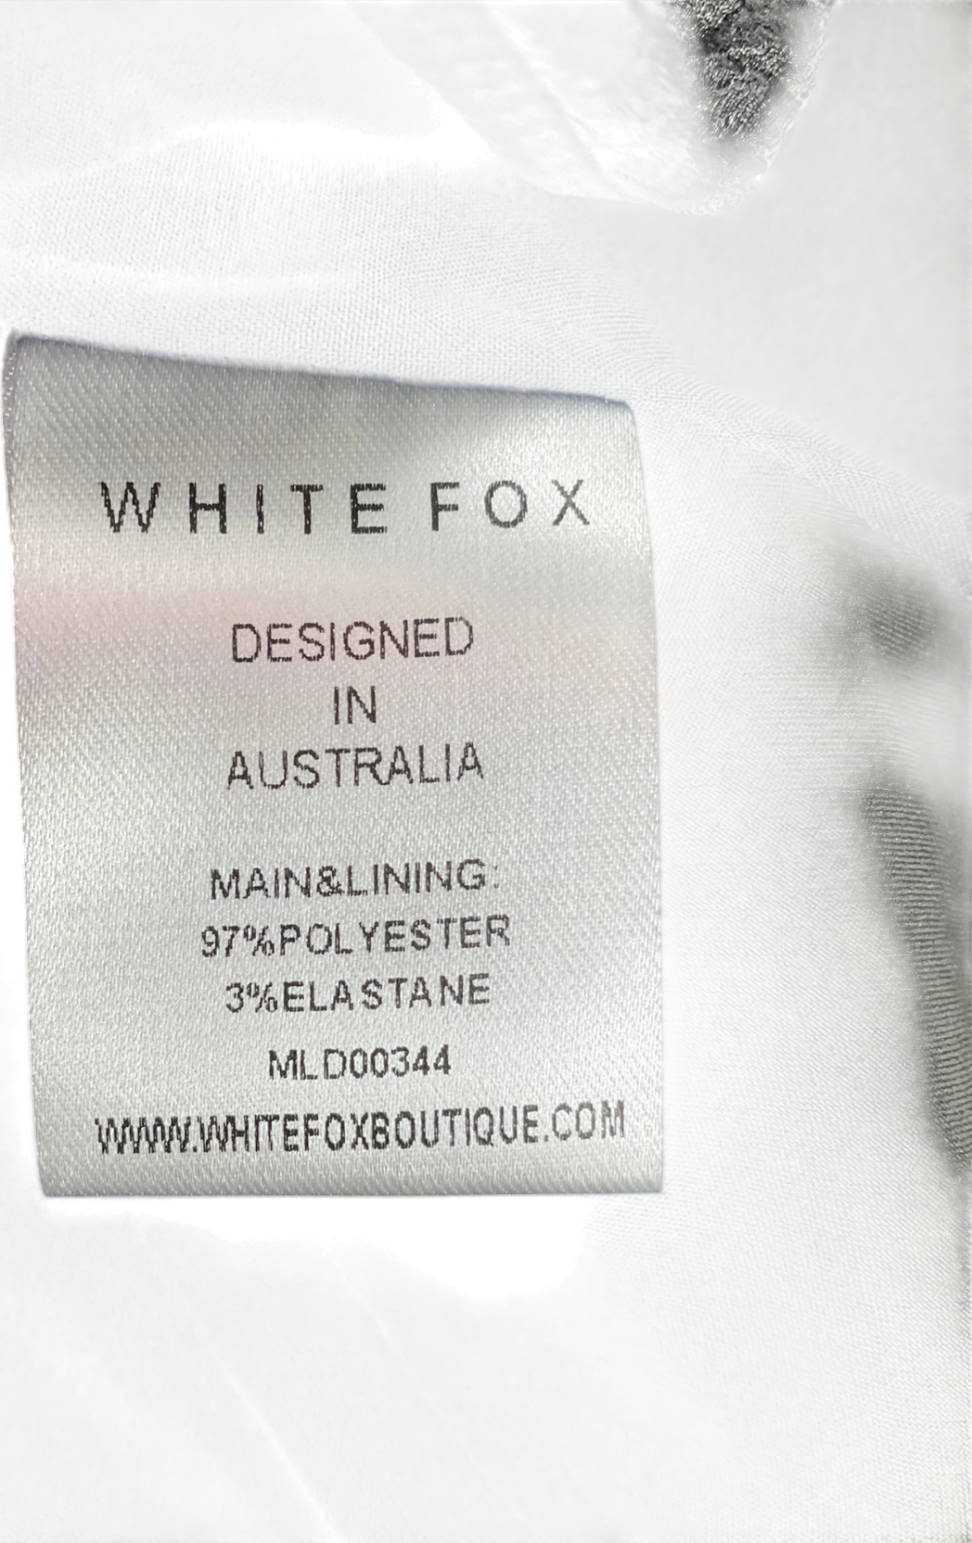 WHITE FOX
DESIGNED
IN
AUSTRALIA
MAIN&LINING:
97%POLYESTER
3%ELASTANE
MLD00344
WWW.WHITEFOXBOUTIQUE.COM